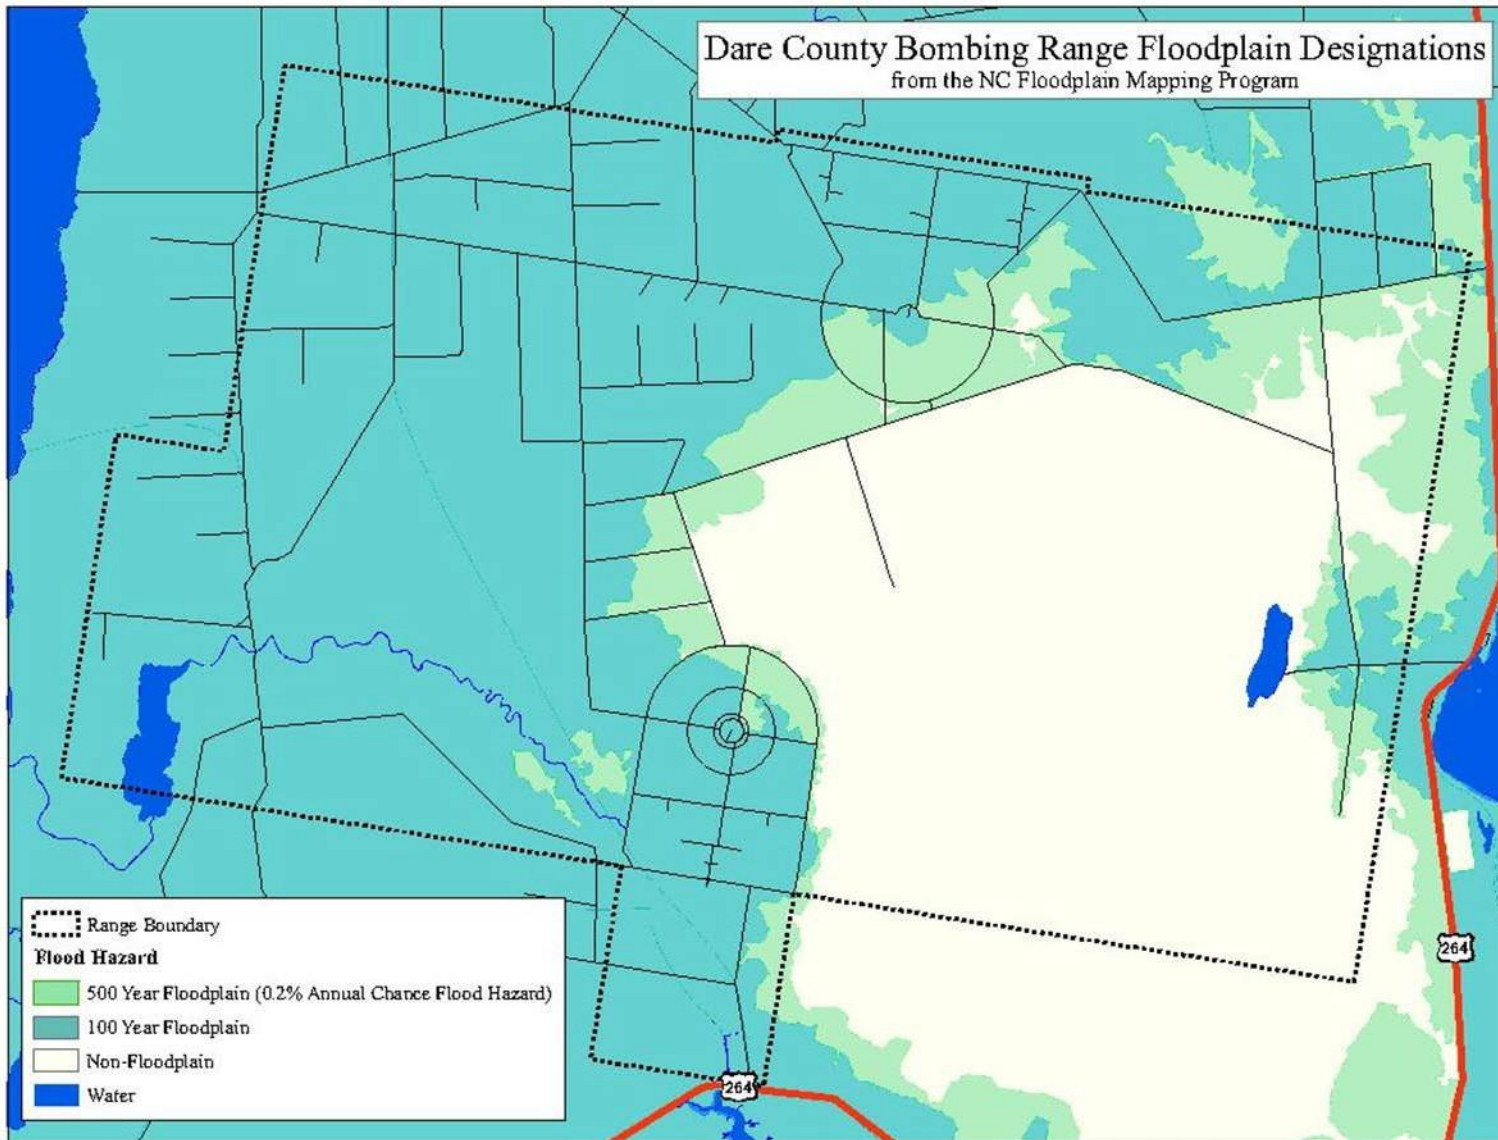 Dare County Bombing Range Floodplain Designations
from the NC Floodplain Mapping Program
Range Boundary
Flood Hazard
500 Year Floodplain (0.2% Annual Chance Flood Hazard)
100 Year Floodplain
Non-Floodplain
Water
264
264